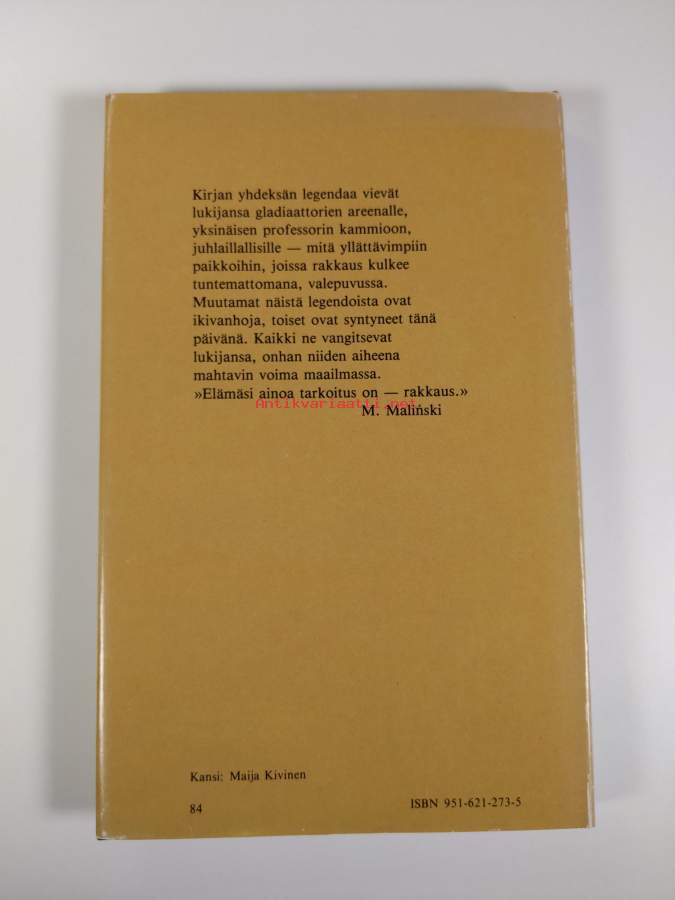 Kirjan yhdeksän legendaa vievät
lukijansa gladiaattorien areenalle,
yksinäisen professorin kammioon,
juhlaillallisille — mitä yllättävimpiin
paikkoihin, joissa rakkaus kulkee
tuntemattomana, valepuvussa.
Muutamat näistä legendoista ovat
ikivanhoja, toiset ovat syntyneet tänä
päivänä. Kaikki ne vangitsevat
lukijansa, onhan niiden aiheena
mahtavin voima maailmassa.
»Elämäsi ainoa tarkoitus on — rakkaus.»
Antikvariaatti.net
M. Maliński
Kansi: Maija Kivinen
84
ISBN 951-621-273-5